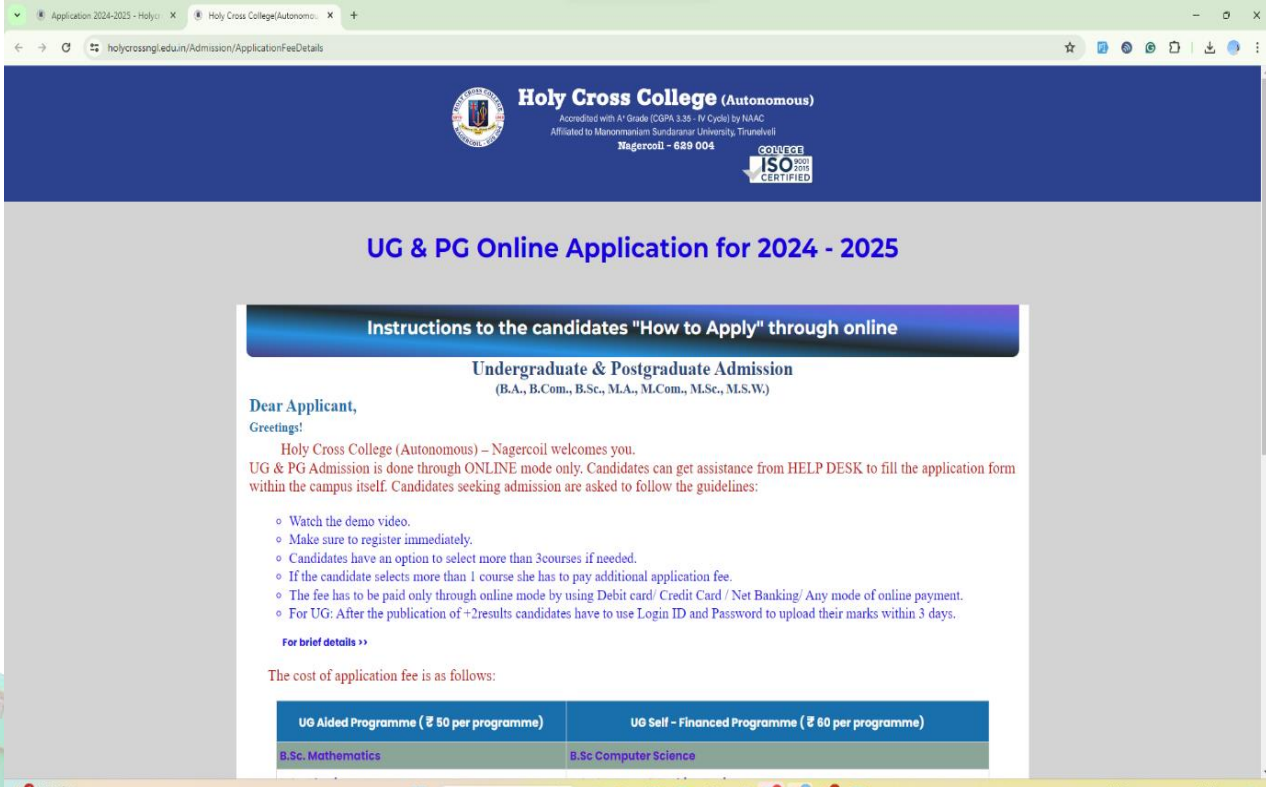 Application 2024-2025 - Holycr
Holy Cross College(Autonomou
holycrossngl.edu.in/Admission/ApplicationFeeDetails
Holy Cross College (Autonomous)
Accredited with A+ Grade (CGPA 3.35 - IV Cycle) by NAAC
Affiliated to Manonmaniam Sundaranar University, Tirunelveli
Nagercoil - 629 004
COLLEGE
ISO 9001 2015
CERTIFIED
UG & PG Online Application for 2024 - 2025
Instructions to the candidates "How to Apply" through online
Undergraduate & Postgraduate Admission
(B.A., B.Com., B.Sc., M.A., M.Com., M.Sc., M.S.W.)
Dear Applicant,
Greetings!
Holy Cross College (Autonomous) – Nagercoil welcomes you.
UG & PG Admission is done through ONLINE mode only. Candidates can get assistance from HELP DESK to fill the application form
within the campus itself. Candidates seeking admission are asked to follow the guidelines:
Watch the demo video.
Make sure to register immediately.
Candidates have an option to select more than 3courses if needed.
If the candidate selects more than 1 course she has to pay additional application fee.
The fee has to be paid only through online mode by using Debit card/ Credit Card / Net Banking/ Any mode of online payment.
For UG: After the publication of +2results candidates have to use Login ID and Password to upload their marks within 3 days.
For brief details >>
The cost of application fee is as follows:
UG Aided Programme ( ₹ 50 per programme) UG Self - Financed Programme ( ₹ 60 per programme)
B.Sc. Mathematics B.Sc Computer Science